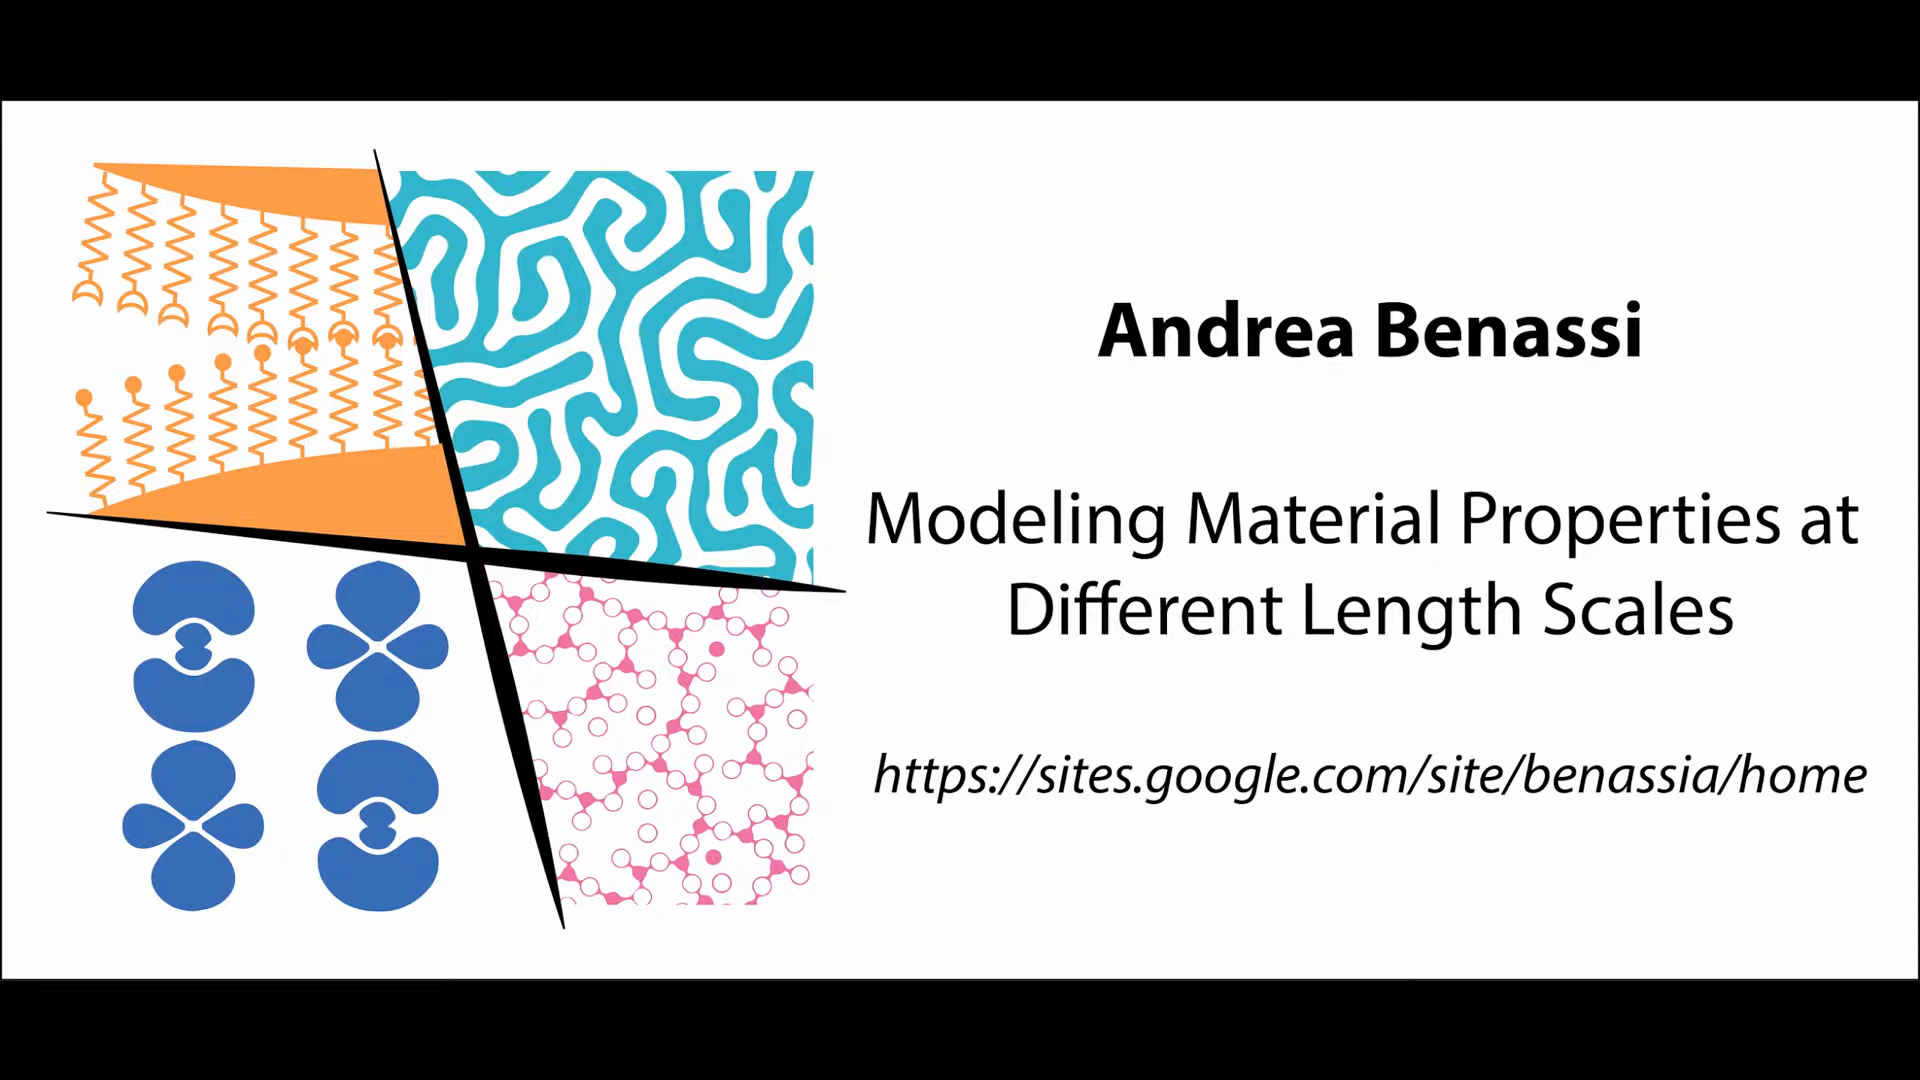 Andrea Benassi
Modeling Material Properties at
Different Length Scales
https://sites.google.com/site/benassia/home